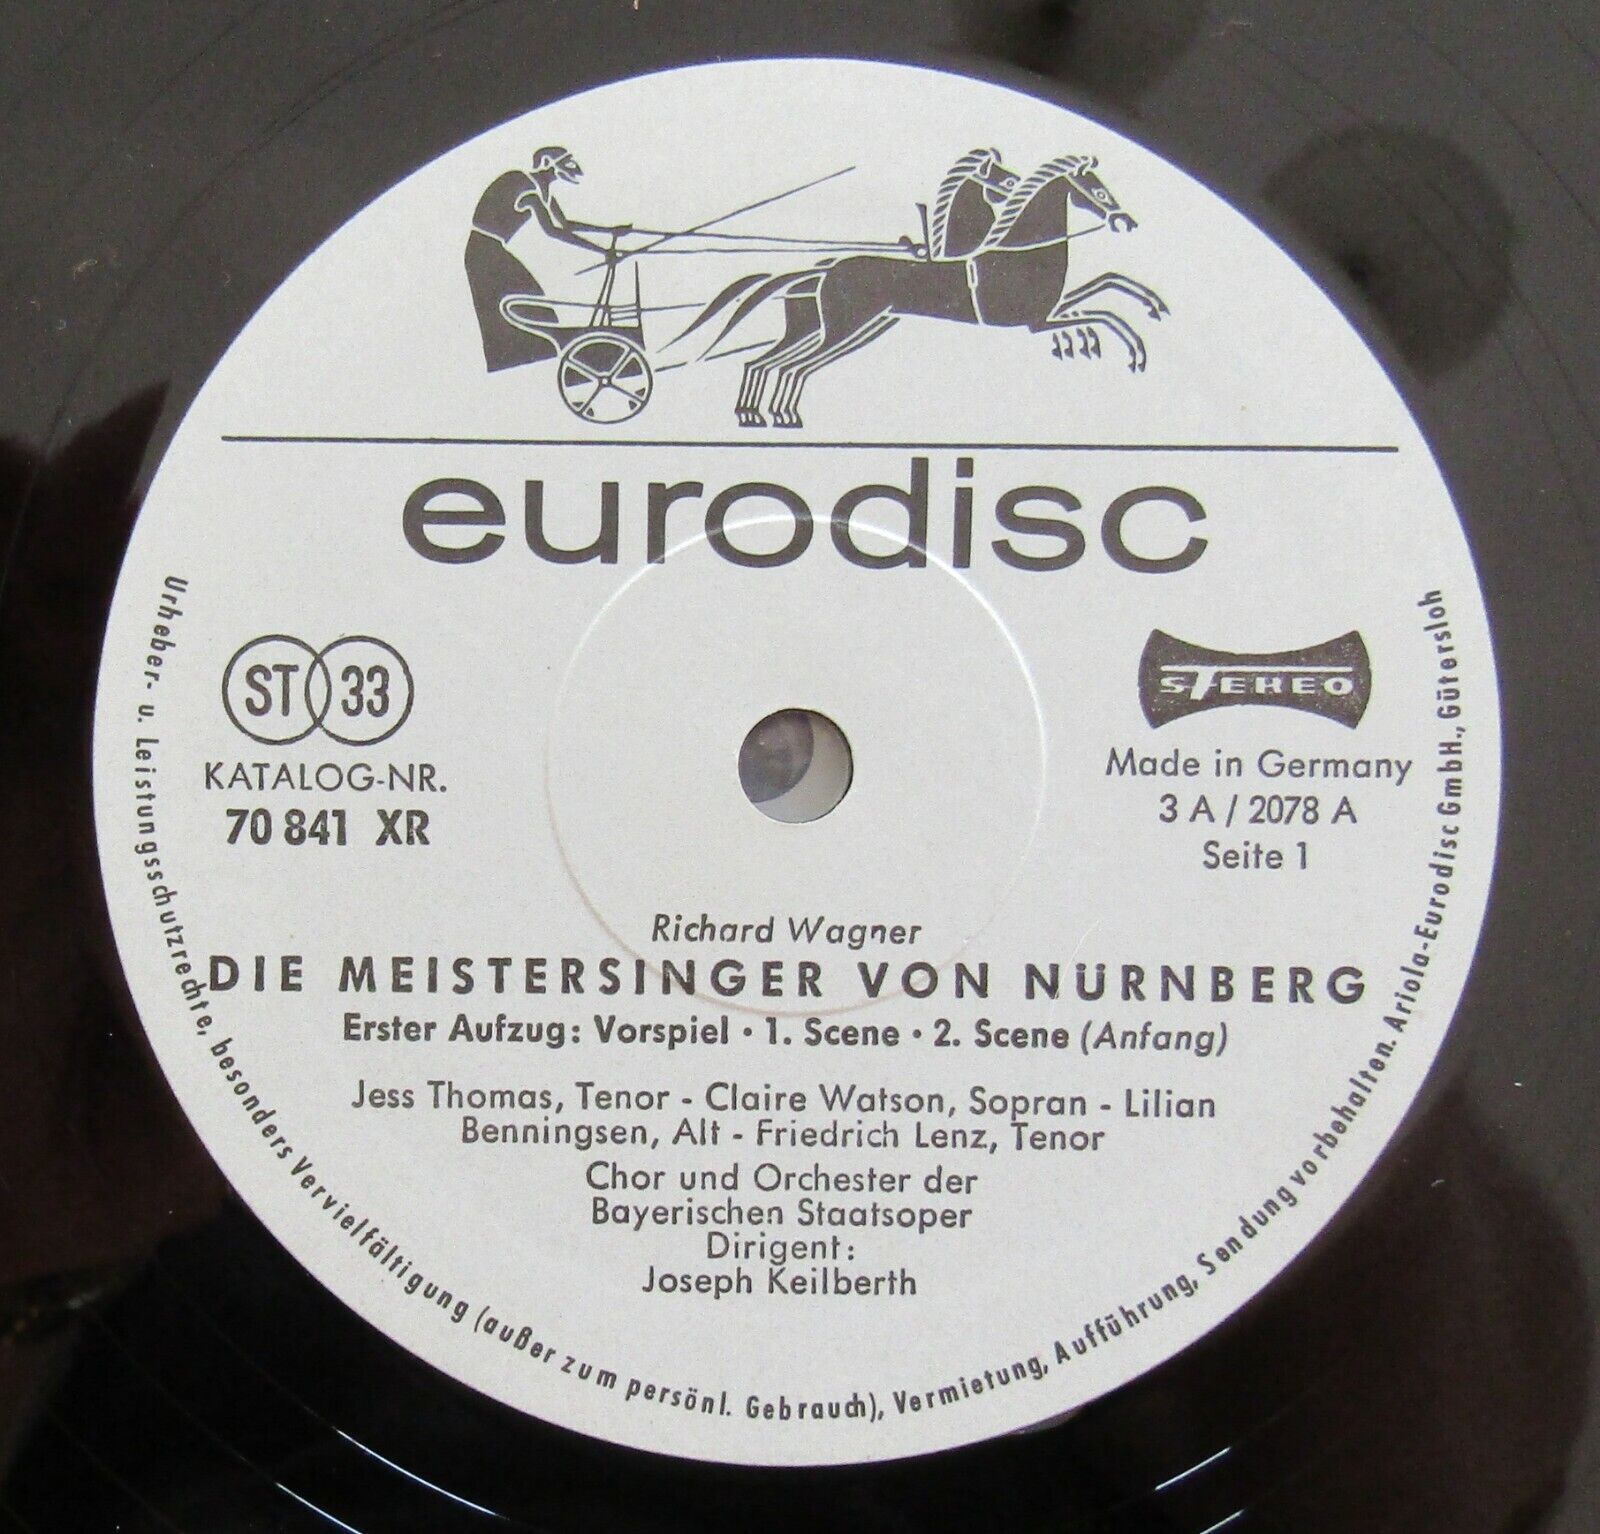 eurodisc
ST 33
KATALOG-NR.
70 841 XR
STEREO
Made in Germany
3 A / 2078 A
Seite 1
Richard Wagner
DIE MEISTERSINGER VON NÜRNBERG
Erster Aufzug: Vorspiel · 1. Scene · 2. Scene (Anfang)
Jess Thomas, Tenor - Claire Watson, Sopran - Lilian
Benningsen, Alt - Friedrich Lenz, Tenor
Chor und Orchester der
Bayerischen Staatsoper
Dirigent:
Joseph Keilberth
Urheber- u. Leistungsschutzrechte, besonders Vervielfältigung (außer zum persönl. Gebrauch), Vermietung, Aufführung, Sendung vorbehalten. Ariola-Eurodisc GmbH., Gütersloh